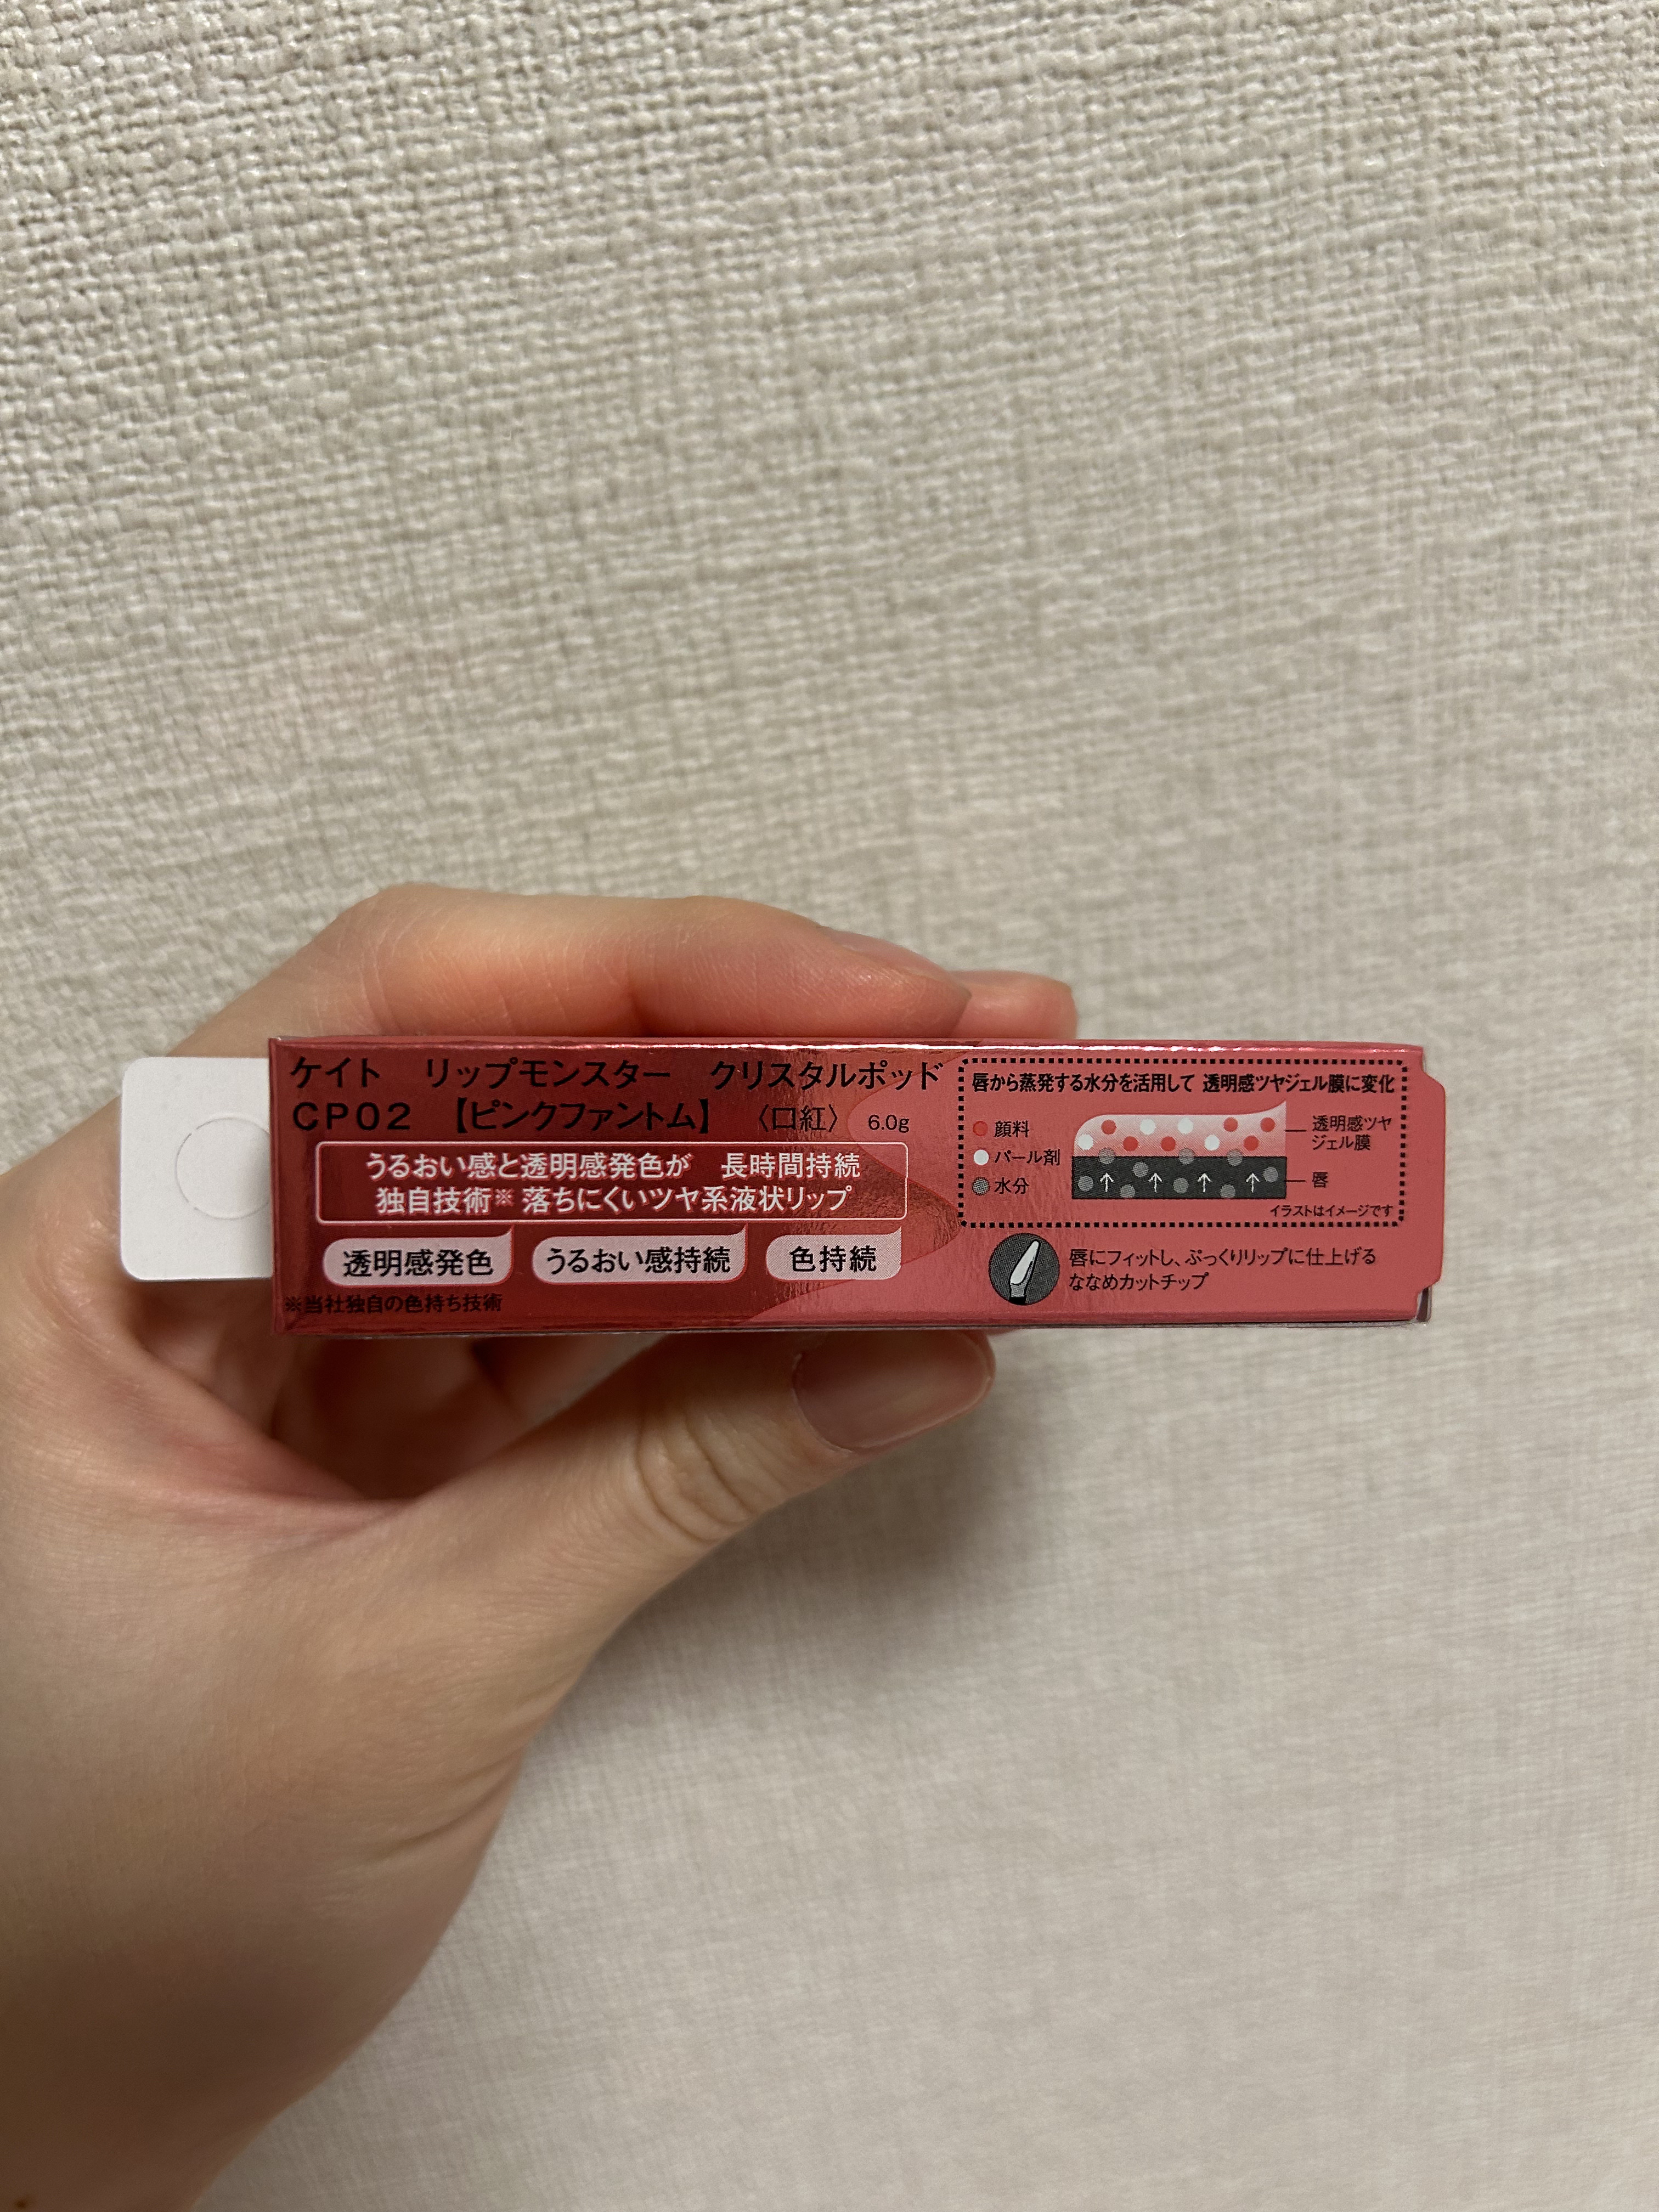 ケイト　リップモンスター　クリスタルポッド
CP02 【ピンクファントム】 〈口紅〉 6.0g
うるおい感と透明感発色が　長時間持続
独自技術※ 落ちにくいツヤ系液状リップ
透明感発色　うるおい感持続　色持続
※当社独自の色持ち技術
唇から蒸発する水分を活用して 透明感ツヤジェル膜に変化
顔料
パール剤
水分
透明感ツヤ
ジェル膜
唇
イラストはイメージです
唇にフィットし、ぷっくりリップに仕上げる
ななめカットチップ